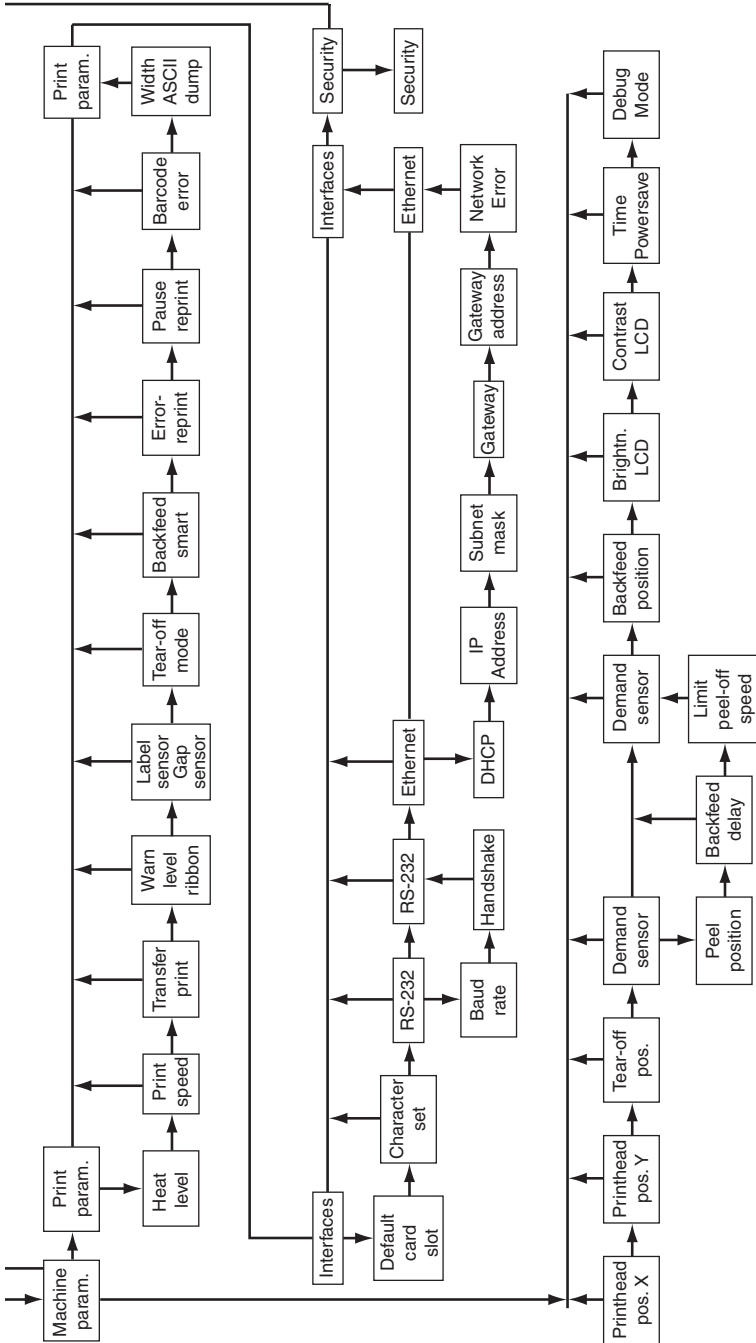 Machine
param.
Print
param.
Heat
level
Print
speed
Transfer
print
Warn
level
ribbon
Label
sensor
Gap
sensor
Tear-off
mode
Backfeed
smart
Error-
reprint
Pause
reprint
Barcode
error
Width
ASCII
dump
Print
param.
Interfaces
Default
card
slot
Character
set
RS-232
Baud
rate
Handshake
RS-232
Ethernet
DHCP
IP
Address
Subnet
mask
Gateway
Gateway
address
Network
Error
Ethernet
Interfaces
Security
Security
Printhead
pos. X
Printhead
pos. Y
Tear-off
pos.
Demand
sensor
Peel
position
Backfeed
delay
Limit
peel-off
speed
Demand
sensor
Backfeed
position
Brightn.
LCD
Contrast
LCD
Time
Powersave
Debug
Mode